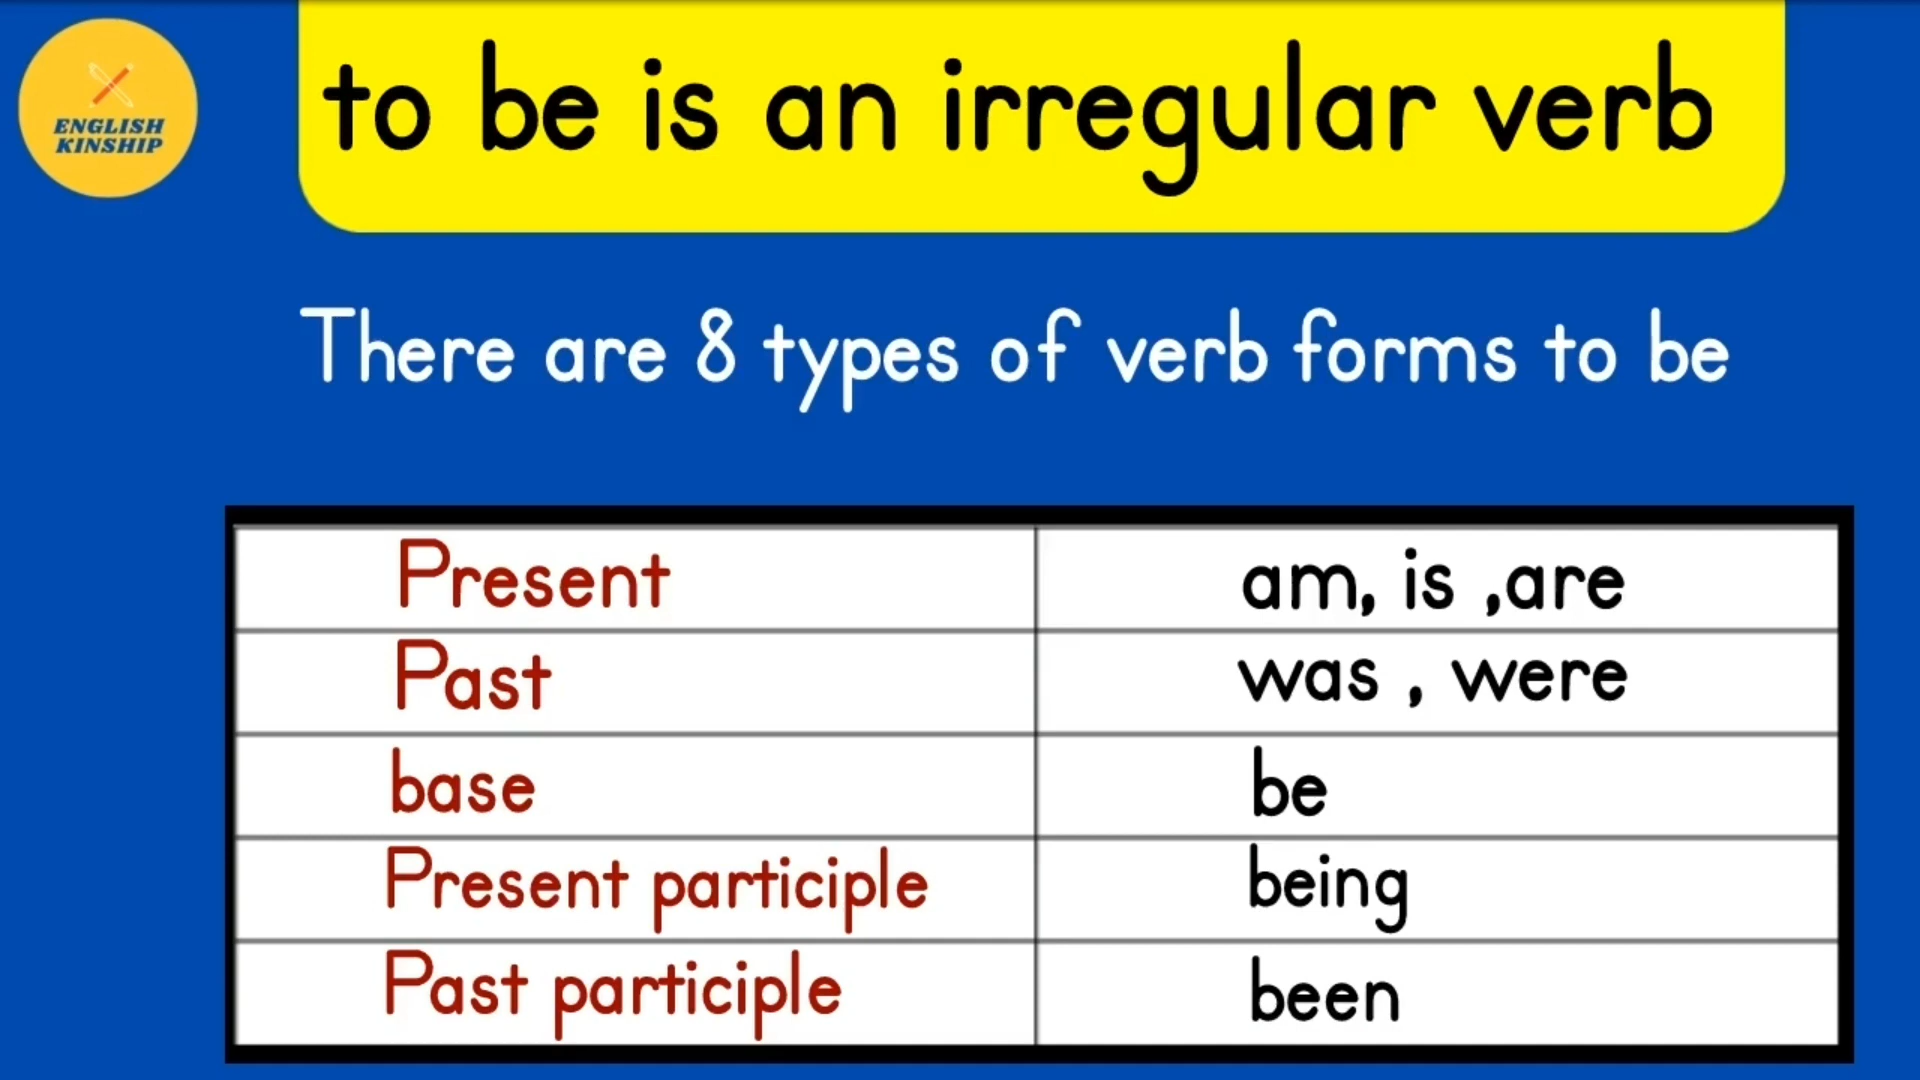 ENGLISH
KINSHIP
to be is an irregular verb
There are 8 types of verb forms to be
Present am, is ,are
Past was , were
base be
Present participle being
Past participle been